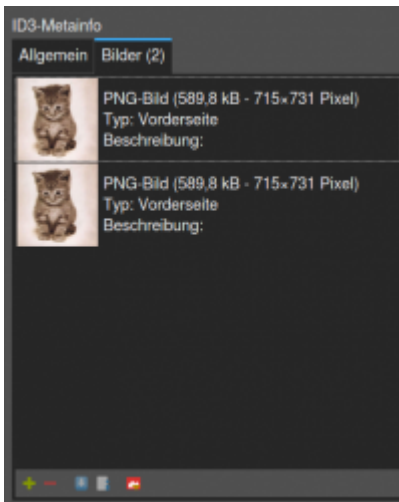 ID3-Metainfo
Allgemein Bilder (2)
PNG-Bild (589,8 kB - 715×731 Pixel)
Typ: Vorderseite
Beschreibung:
PNG-Bild (589,8 kB - 715×731 Pixel)
Typ: Vorderseite
Beschreibung: